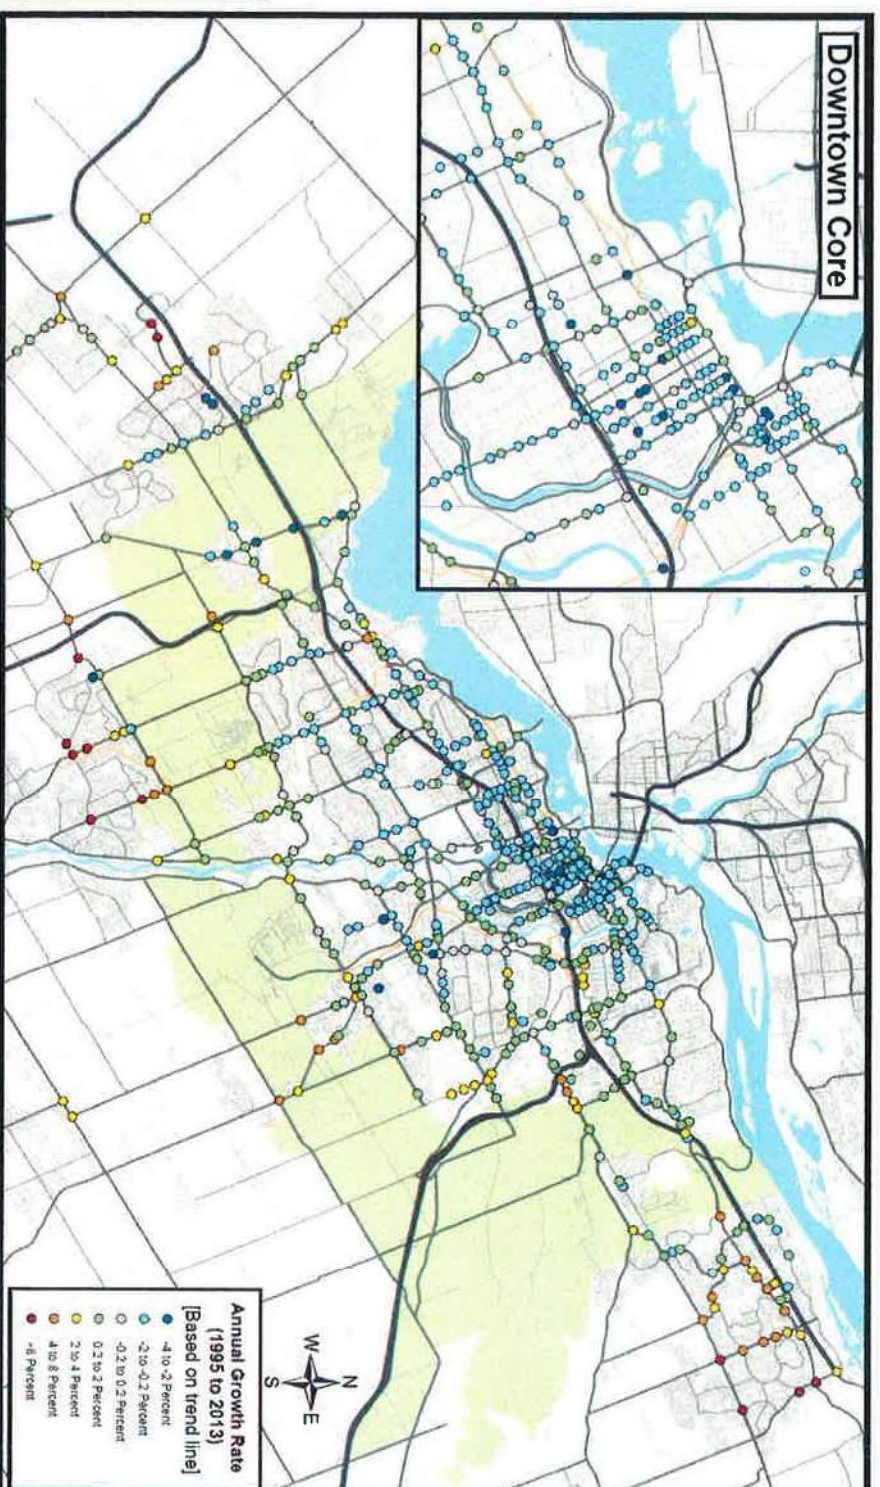 Downtown Core
Annual Growth Rate
(1995 to 2013)
[Based on trend line]
-4 to -2 Percent
-2 to -0.2 Percent
-0.2 to 0.2 Percent
0.2 to 2 Percent
2 to 4 Percent
4 to 8 Percent
N
W
E
S